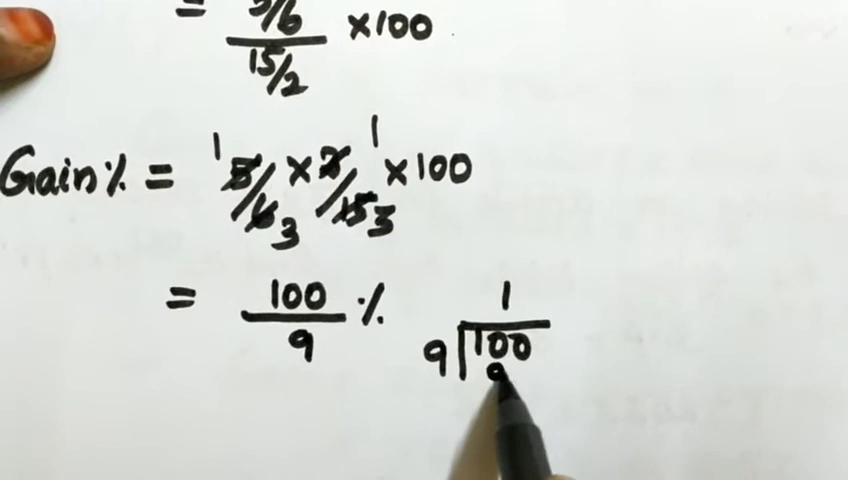 = 5/6 / 15/2 ×100
Gain% = 1 5/6 3 × 2/15 3 1 ×100
= 100/9 %
1
9 100
9